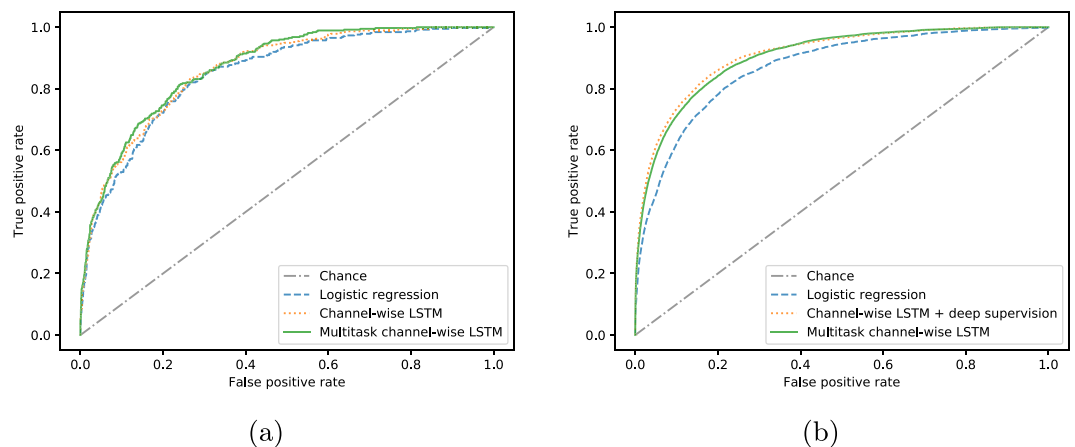 1.0
0.8
0.6
0.4
0.2
0.0
True positive rate
0.0 0.2 0.4 0.6 0.8 1.0
False positive rate
Chance
Logistic regression
Channel-wise LSTM
Multitask channel-wise LSTM
(a)
1.0
0.8
0.6
0.4
0.2
0.0
True positive rate
0.0 0.2 0.4 0.6 0.8 1.0
False positive rate
Chance
Logistic regression
Channel-wise LSTM + deep supervision
Multitask channel-wise LSTM
(b)